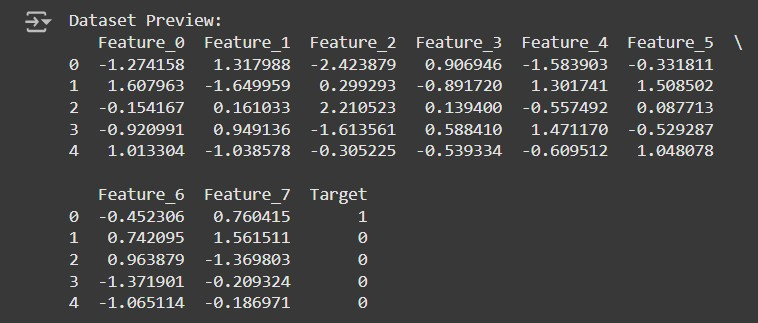 Dataset Preview:
Feature_0 Feature_1 Feature_2 Feature_3 Feature_4 Feature_5 \
0 -1.274158 1.317988 -2.423879 0.906946 -1.583903 -0.331811
1 1.607963 -1.649959 0.299293 -0.891720 1.301741 1.508502
2 -0.154167 0.161033 2.210523 0.139400 -0.557492 0.087713
3 -0.920991 0.949136 -1.613561 0.588410 1.471170 -0.529287
4 1.013304 -1.038578 -0.305225 -0.539334 -0.609512 1.048078
Feature_6 Feature_7 Target
0 -0.452306 0.760415 1
1 0.742095 1.561511 0
2 0.963879 -1.369803 0
3 -1.371901 -0.209324 0
4 -1.065114 -0.186971 0